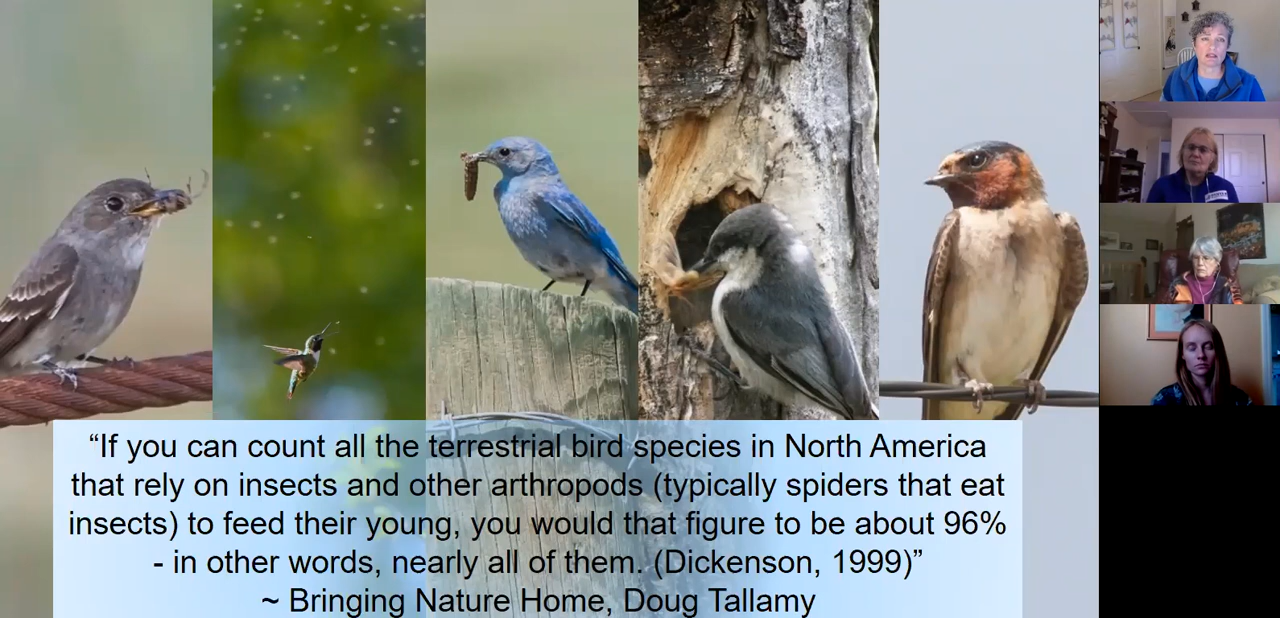 “If you can count all the terrestrial bird species in North America
that rely on insects and other arthropods (typically spiders that eat
insects) to feed their young, you would that figure to be about 96%
- in other words, nearly all of them. (Dickenson, 1999)”
~ Bringing Nature Home, Doug Tallamy